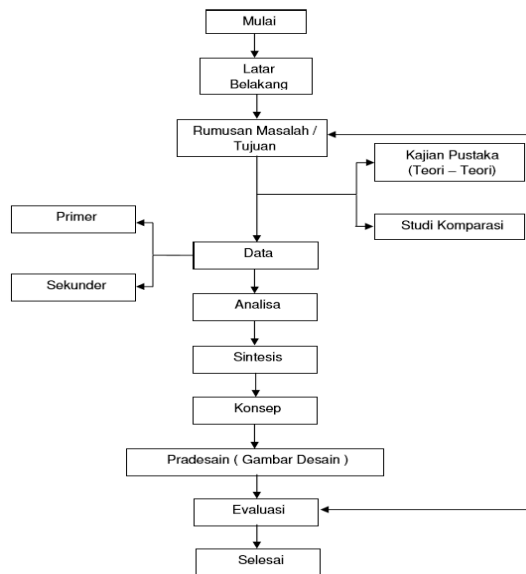 Mulai
Latar
Belakang
Rumusan Masalah /
Tujuan
Kajian Pustaka
(Teori – Teori)
Studi Komparasi
Primer
Sekunder
Data
Analisa
Sintesis
Konsep
Pradesain ( Gambar Desain )
Evaluasi
Selesai